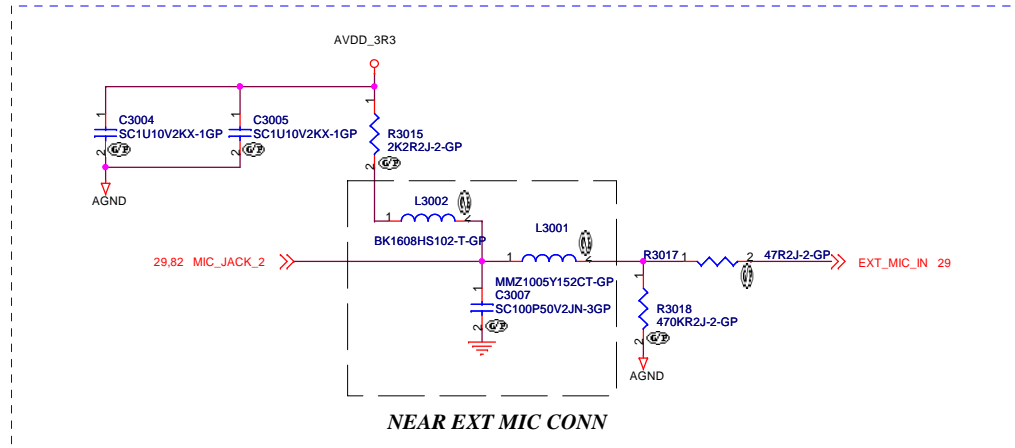 AVDD_3R3
1
C3004
SC1U10V2KX-1GP
2
G/P
AGND
1
C3005
SC1U10V2KX-1GP
2
G/P
1
R3015
2K2R2J-2-GP
2
G/P
L3002
1
2
BK1608HS102-T-GP
L3001
1
2
MMZ1005Y152CT-GP
29,82 MIC_JACK_2
1
C3007
SC100P50V2JN-3GP
2
G/P
R3017
1
2
47R2J-2-GP
EXT_MIC_IN 29
1
R3018
470KR2J-2-GP
2
G/P
AGND
NEAR EXT MIC CONN